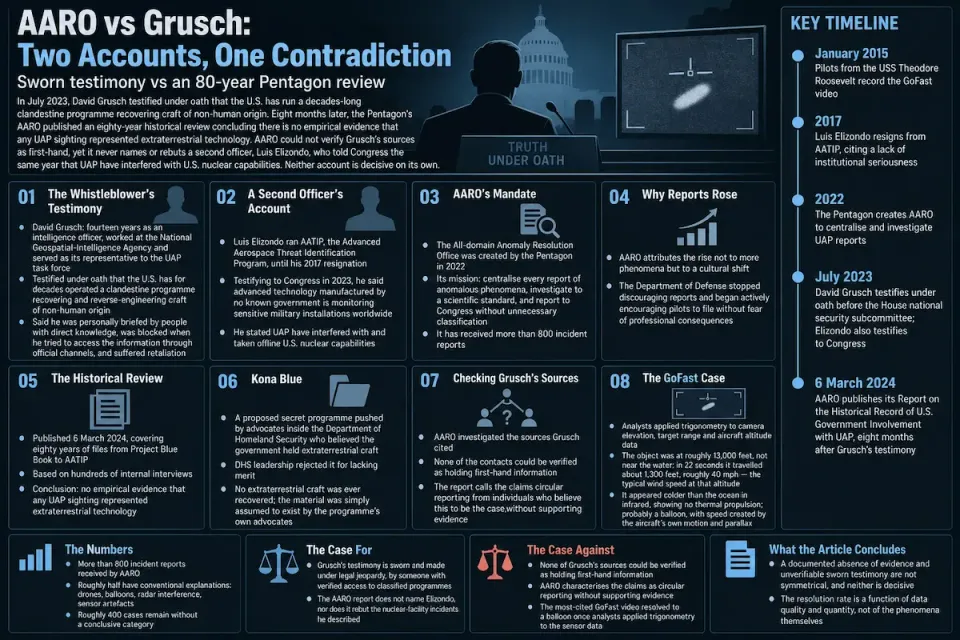 AARO vs Grusch:
Two Accounts, One Contradiction
Sworn testimony vs an 80-year Pentagon review
In July 2023, David Grusch testified under oath that the U.S. has run a decades-long
clandestine programme recovering craft of non-human origin. Eight months later, the Pentagon's
AARO published an eighty-year historical review concluding there is no empirical evidence that
any UAP sighting represented extraterrestrial technology. AARO could not verify Grusch's sources
as first-hand, yet it never names or rebuts a second officer, Luis Elizondo, who told Congress the
same year that UAP have interfered with U.S. nuclear capabilities. Neither account is decisive on its own.
TRUTH
UNDER OATH
KEY TIMELINE
January 2015
Pilots from the USS Theodore
Roosevelt record the GoFast
video
2017
Luis Elizondo resigns from
AATIP, citing a lack of
institutional seriousness
2022
The Pentagon creates AARO
to centralise and investigate
UAP reports
July 2023
David Grusch testifies under
oath before the House national
security subcommittee;
Elizondo also testifies
to Congress
6 March 2024
AARO publishes its Report on
the Historical Record of U.S.
Government Involvement
with UAP, eight months
after Grusch's testimony
01 The Whistleblower's
Testimony
• David Grusch: fourteen years as an
intelligence officer, worked at the National
Geospatial-Intelligence Agency and
served as its representative to the UAP
task force
• Testified under oath that the U.S. has for
decades operated a clandestine programme
recovering and reverse-engineering craft
of non-human origin
• Said he was personally briefed by people
with direct knowledge, was blocked when
he tried to access the information through
official channels, and suffered retaliation
02 A Second Officer's
Account
• Luis Elizondo ran AATIP, the Advanced
Aerospace Threat Identification
Program, until his 2017 resignation
• Testifying to Congress in 2023, he said
advanced technology manufactured by
no known government is monitoring
sensitive military installations worldwide
• He stated UAP have interfered with and
taken offline U.S. nuclear capabilities
03 AARO's Mandate
• The All-domain Anomaly Resolution
Office was created by the Pentagon
in 2022
• Its mission: centralise every report of
anomalous phenomena, investigate to
a scientific standard, and report to
Congress without unnecessary
classification
• It has received more than 800 incident
reports
04 Why Reports Rose
• AARO attributes the rise not to more
phenomena but to a cultural shift
• The Department of Defense stopped
discouraging reports and began actively
encouraging pilots to file without fear
of professional consequences
05 The Historical Review
• Published 6 March 2024, covering
eighty years of files from Project Blue
Book to AATIP
• Based on hundreds of internal interviews
• Conclusion: no empirical evidence that
any UAP sighting represented
extraterrestrial technology
06 Kona Blue
• A proposed secret programme pushed
by advocates inside the Department of
Homeland Security who believed the
government held extraterrestrial craft
• DHS leadership rejected it for lacking
merit
• No extraterrestrial craft was ever
recovered; the material was simply
assumed to exist by the programme's
own advocates
07 Checking Grusch's Sources
?
• AARO investigated the sources Grusch
cited
• None of the contacts could be verified
as holding first-hand information
• The report calls the claims circular
reporting from individuals who believe
this to be the case,without supporting
evidence
08 The GoFast Case
• Analysts applied trigonometry to camera
elevation, target range and aircraft altitude
data
• The object was at roughly 13,000 feet,
not near the water; in 22 seconds it travelled
about 1,300 feet, roughly 40 mph — the
typical wind speed at that altitude
• It appeared colder than the ocean in
infrared, showing no thermal propulsion;
probably a balloon, with speed created by
the aircraft's own motion and parallax
The Numbers
• More than 800 incident reports
received by AARO
• Roughly half have conventional explanations:
drones, balloons, radar interference,
sensor artefacts
• Roughly 400 cases remain without
a conclusive category
The Case For
• Grusch's testimony is sworn and made
under legal jeopardy, by someone with
verified access to classified programmes
• The AARO report does not name Elizondo,
nor does it rebut the nuclear-facility incidents
he described
The Case Against
• None of Grusch's sources could be verified
as holding first-hand information
• AARO characterises the claims as circular
reporting without supporting evidence
• The most-cited GoFast video resolved to
a balloon once analysts applied trigonometry
to the sensor data
What the Article Concludes
• A documented absence of evidence and
unverifiable sworn testimony are not
symmetrical, and neither is decisive
• The resolution rate is a function of data
quality and quantity, not of the phenomena
themselves